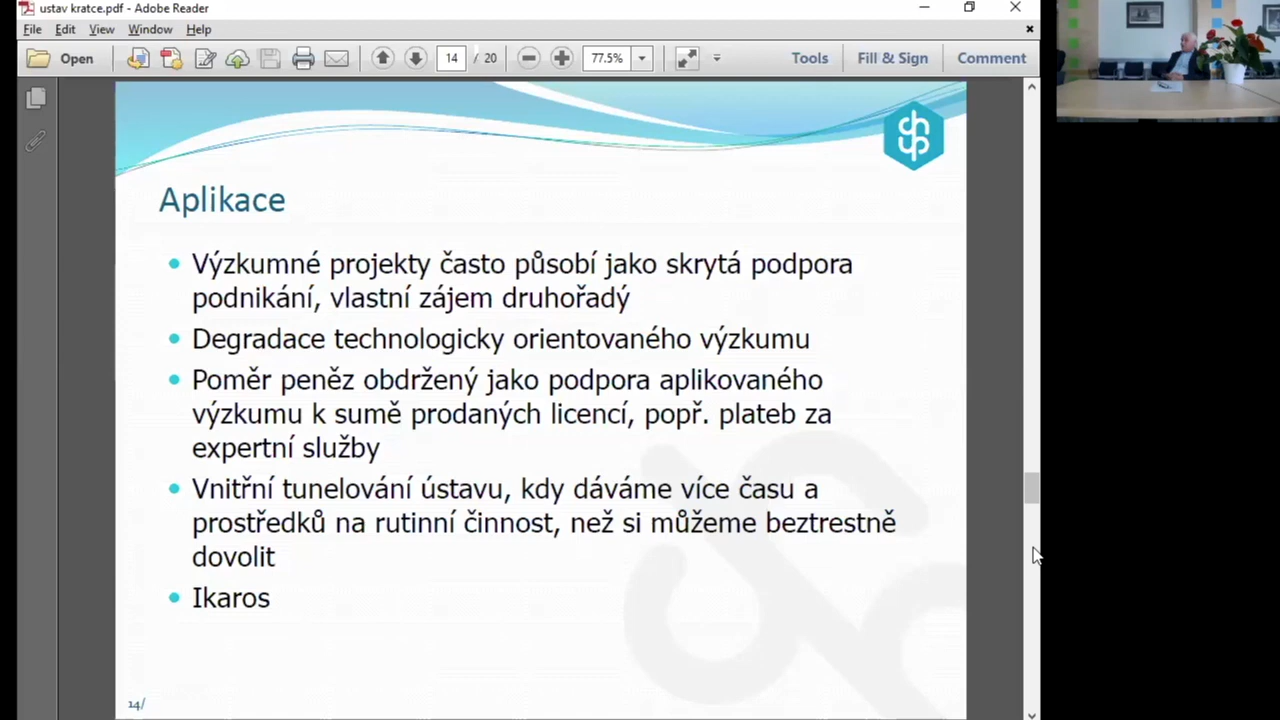 ustav kratce.pdf - Adobe Reader
File Edit View Window Help
Open 14 / 20 77.5% Tools Fill & Sign Comment
Aplikace
Výzkumné projekty často působí jako skrytá podpora
podnikání, vlastní zájem druhořadý
Degradace technologicky orientovaného výzkumu
Poměr peněz obdržený jako podpora aplikovaného
výzkumu k sumě prodaných licencí, popř. plateb za
expertní služby
Vnitřní tunelování ústavu, kdy dáváme více času a
prostředků na rutinní činnost, než si můžeme beztrestně
dovolit
Ikaros
14/